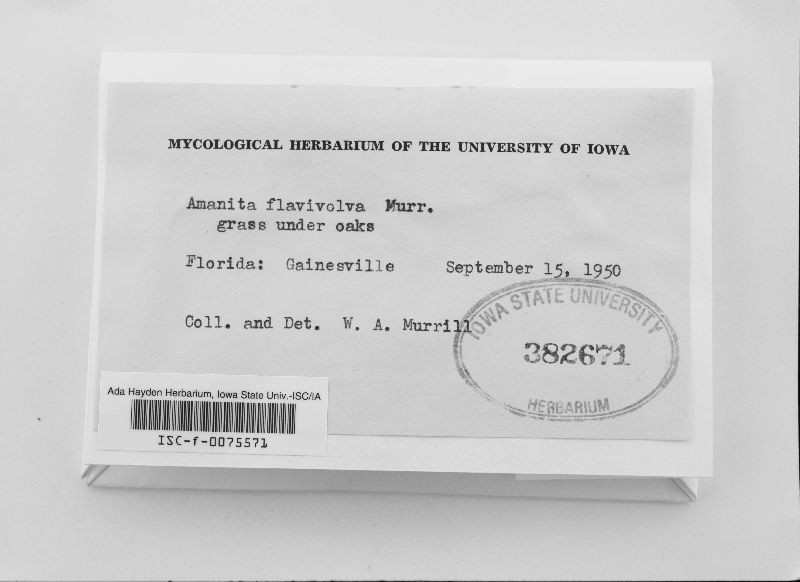 MYCOLOGICAL HERBARIUM OF THE UNIVERSITY OF IOWA
Amanita flavivolva Murr.
grass under oaks
Florida: Gainesville September 15, 1950
Coll. and Det. W. A. Murrill
IOWA STATE UNIVERSITY
382671
HERBARIUM
Ada Hayden Herbarium, Iowa State Univ.-ISC/IA
ISC-f-0075571